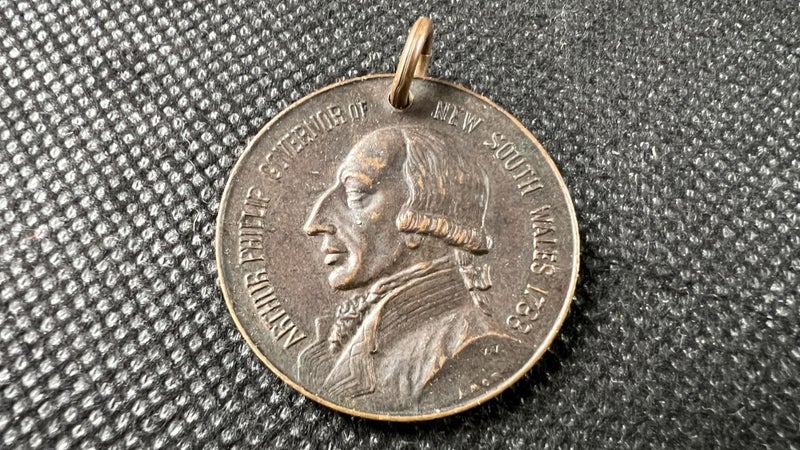 ARTHUR PHILLIP GOVERNOR OF NEW SOUTH WALES 1788